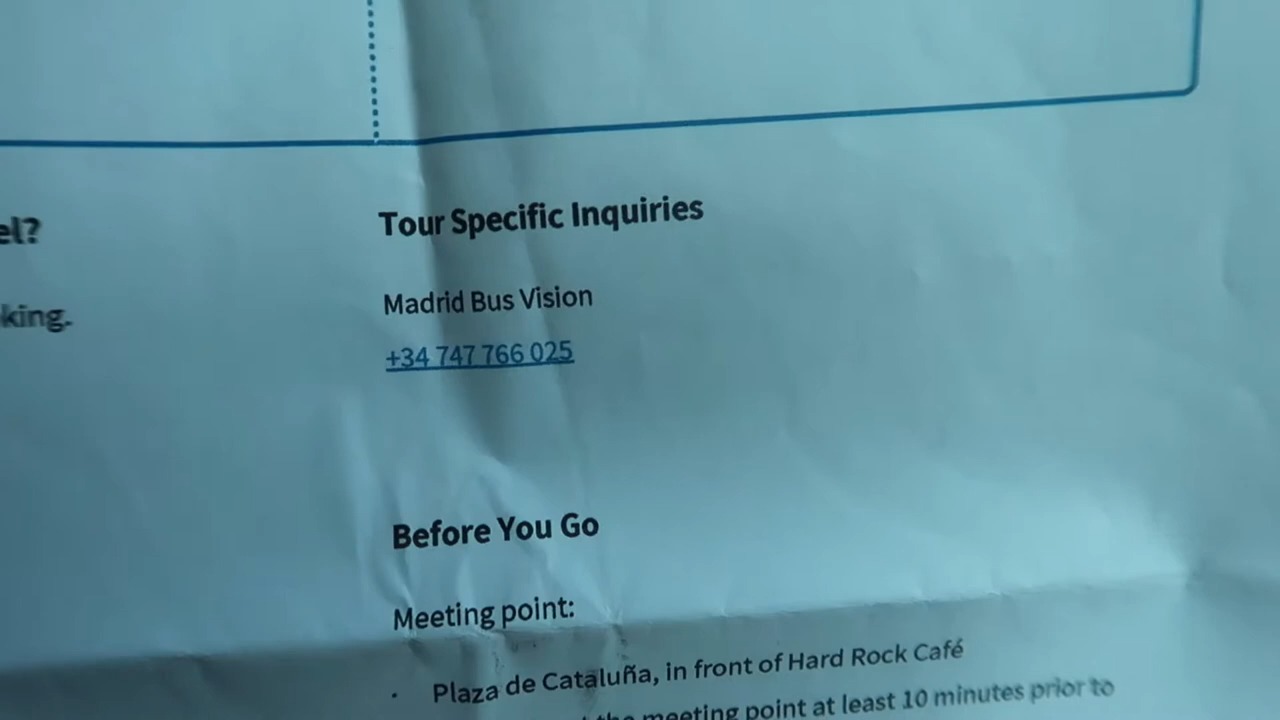 el?
king.
Tour Specific Inquiries
Madrid Bus Vision
+34 747 766 025
Before You Go
Meeting point:
· Plaza de Cataluña, in front of Hard Rock Café
the meeting point at least 10 minutes prior to